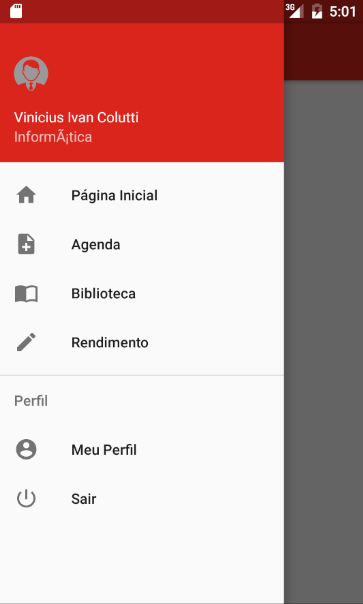 3G 5:01
Vinicius Ivan Colutti
InformÃ¡tica
Página Inicial
Agenda
Biblioteca
Rendimento
Perfil
Meu Perfil
Sair